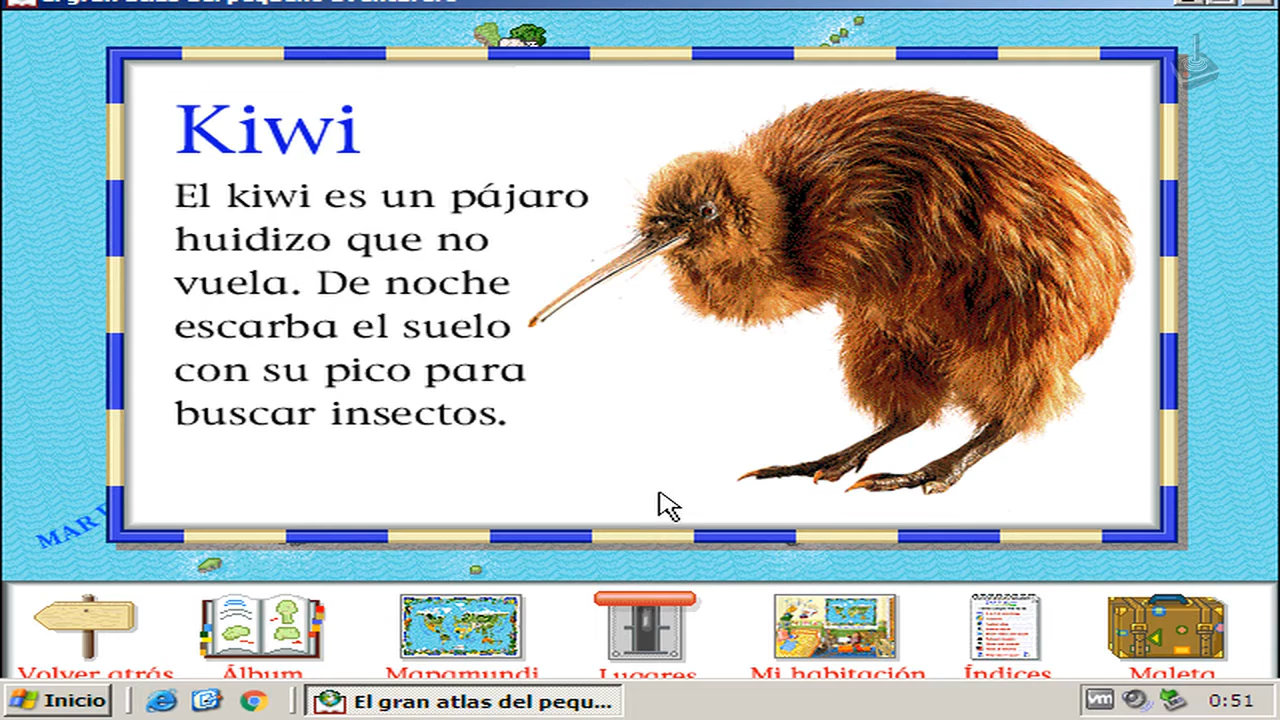 Kiwi
El kiwi es un pájaro
huidizo que no
vuela. De noche
escarba el suelo
con su pico para
buscar insectos.
MAR
Volver atrás Álbum Mapamundi Lugares Mi habitación Índices Maleta
Inicio El gran atlas del pequ... vm 0:51